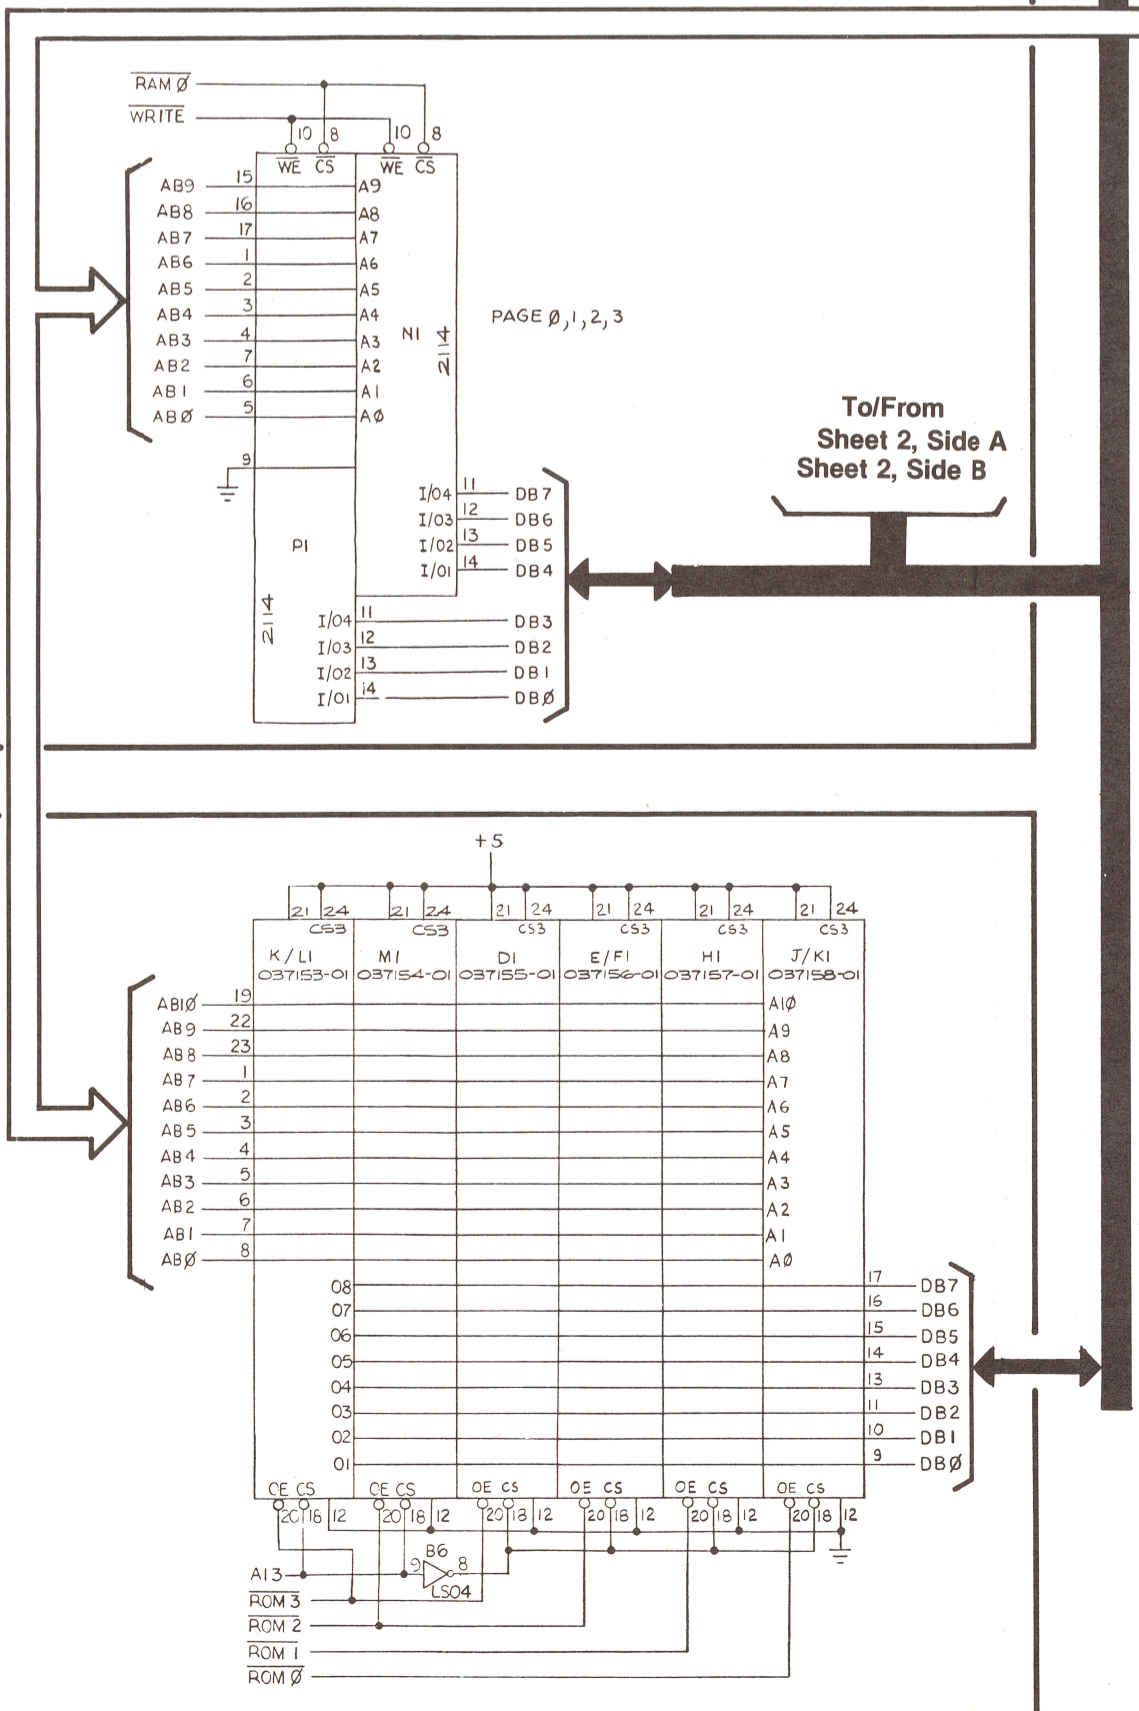 RAM Ø
WRITE
10 8 10 8
WE CS WE CS
AB9 15 A9
AB8 16 A8
AB7 17 A7
AB6 1 A6
AB5 2 A5
AB4 3 A4
AB3 4 A3
AB2 7 A2
AB1 6 A1
ABØ 5 AØ
N1
2114
PAGE Ø,1,2,3
9
To/From
Sheet 2, Side A
Sheet 2, Side B
I/O4 11 DB7
I/O3 12 DB6
I/O2 13 DB5
I/O1 14 DB4
P1
2114
I/O4 11 DB3
I/O3 12 DB2
I/O2 13 DB1
I/O1 14 DBØ
+5
21 24 21 24 21 24 21 24 21 24 21 24
CS3 CS3 CS3 CS3 CS3 CS3
K/L1 M1 D1 E/F1 H1 J/K1
037153-01 037154-01 037155-01 037156-01 037157-01 037158-01
AB1Ø 19 A1Ø
AB9 22 A9
AB8 23 A8
AB7 1 A7
AB6 2 A6
AB5 3 A5
AB4 4 A4
AB3 5 A3
AB2 6 A2
AB1 7 A1
ABØ 8 AØ
O8 17 DB7
O7 16 DB6
O6 15 DB5
O5 14 DB4
O4 13 DB3
O3 11 DB2
O2 10 DB1
O1 9 DBØ
OE CS OE CS OE CS OE CS OE CS OE CS
20 18 12 20 18 12 20 18 12 20 18 12 20 18 12 20 18 12
B6
A13 9 8
LS04
ROM 3
ROM 2
ROM 1
ROM Ø